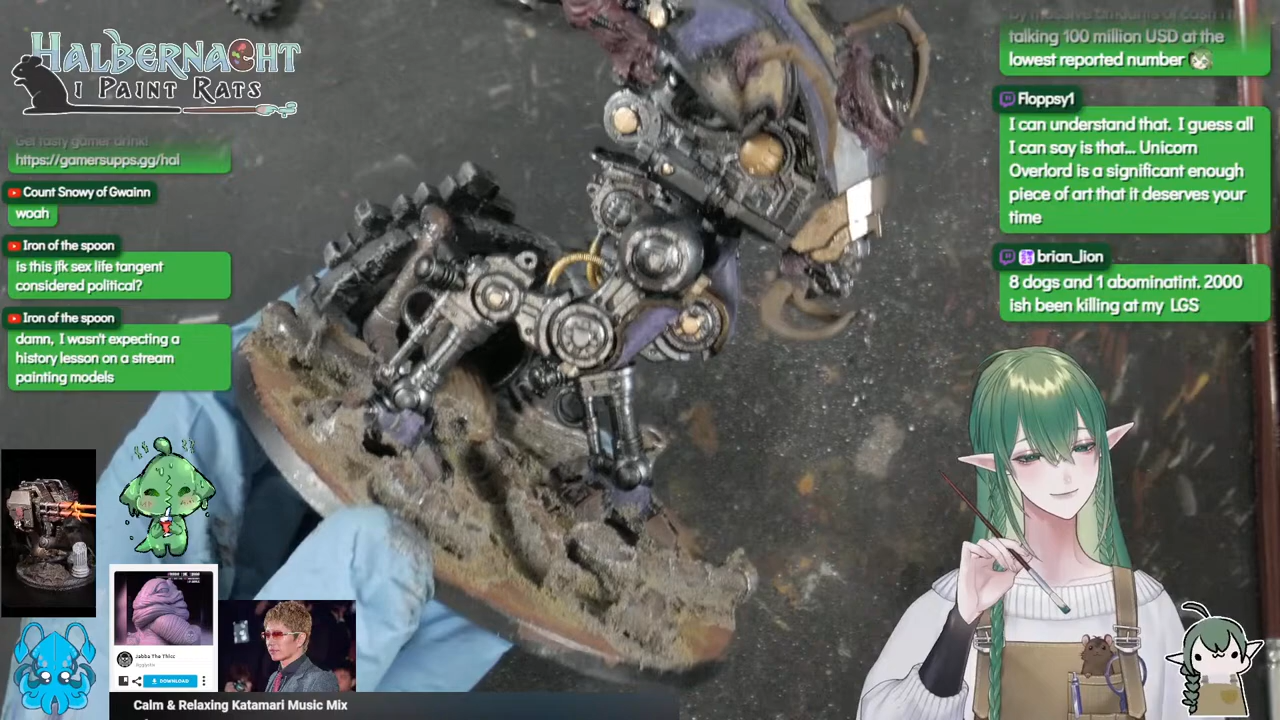 HALBERNACHT
I PAINT RATS
Get tasty gamer drink!
https://gamersupps.gg/hal
Count Snowy of Gwainn
woah
Iron of the spoon
is this jfk sex life tangent
considered political?
Iron of the spoon
damn, I wasn't expecting a
history lesson on a stream
painting models
talking 100 million USD at the
lowest reported number
Floppsy1
I can understand that. I guess all
I can say is that... Unicorn
Overlord is a significant enough
piece of art that it deserves your
time
brian_lion
8 dogs and 1 abominatint. 2000
ish been killing at my LGS
Jabba The Thicc
DOWNLOAD
Calm & Relaxing Katamari Music Mix